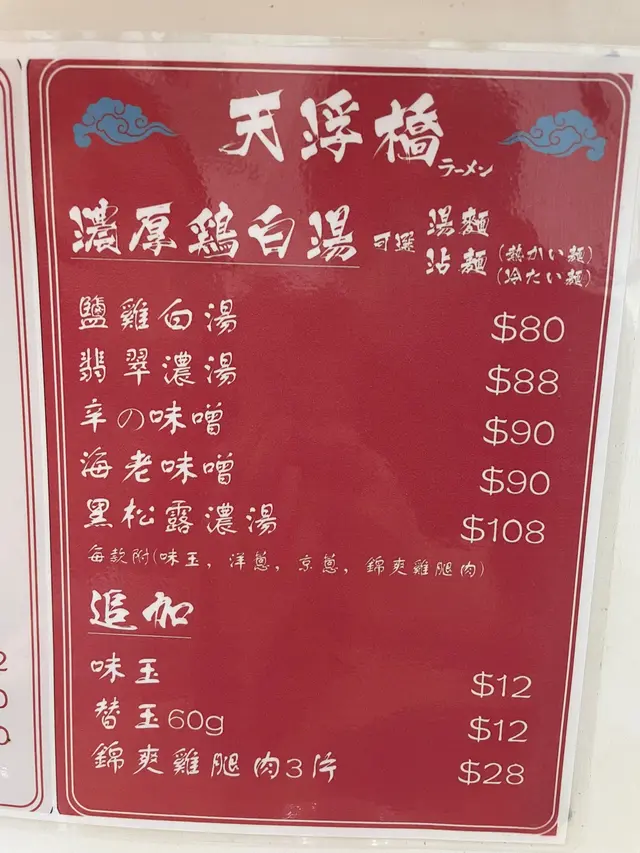 天浮橋
ラーメン
濃厚鶏白湯 可選 湯麵
沾麵 (熱かい麵)
(冷たい麵)
鹽雞白湯 $80
翡翠濃湯 $88
辛の味噌 $90
海老味噌 $90
黑松露濃湯 $108
每款附(味玉, 洋蔥, 京蔥, 錦爽雞腿肉)
追加
味玉 $12
替玉60g $12
錦爽雞腿肉3片 $28